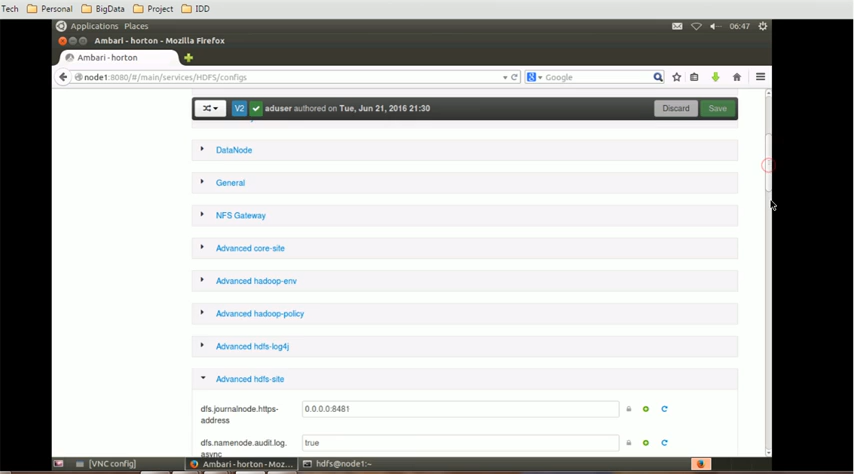 Tech Personal BigData Project IDD
Applications Places 06:47
Ambari - horton - Mozilla Firefox
Ambari - horton
node1:8080/#/main/services/HDFS/configs Google
V2 aduser authored on Tue, Jun 21, 2016 21:30 Discard Save
DataNode
General
NFS Gateway
Advanced core-site
Advanced hadoop-env
Advanced hadoop-policy
Advanced hdfs-log4j
Advanced hdfs-site
dfs.journalnode.https-address 0.0.0.0:8481
dfs.namenode.audit.log.async true
[VNC config] Ambari - horton - Moz... hdfs@node1:~